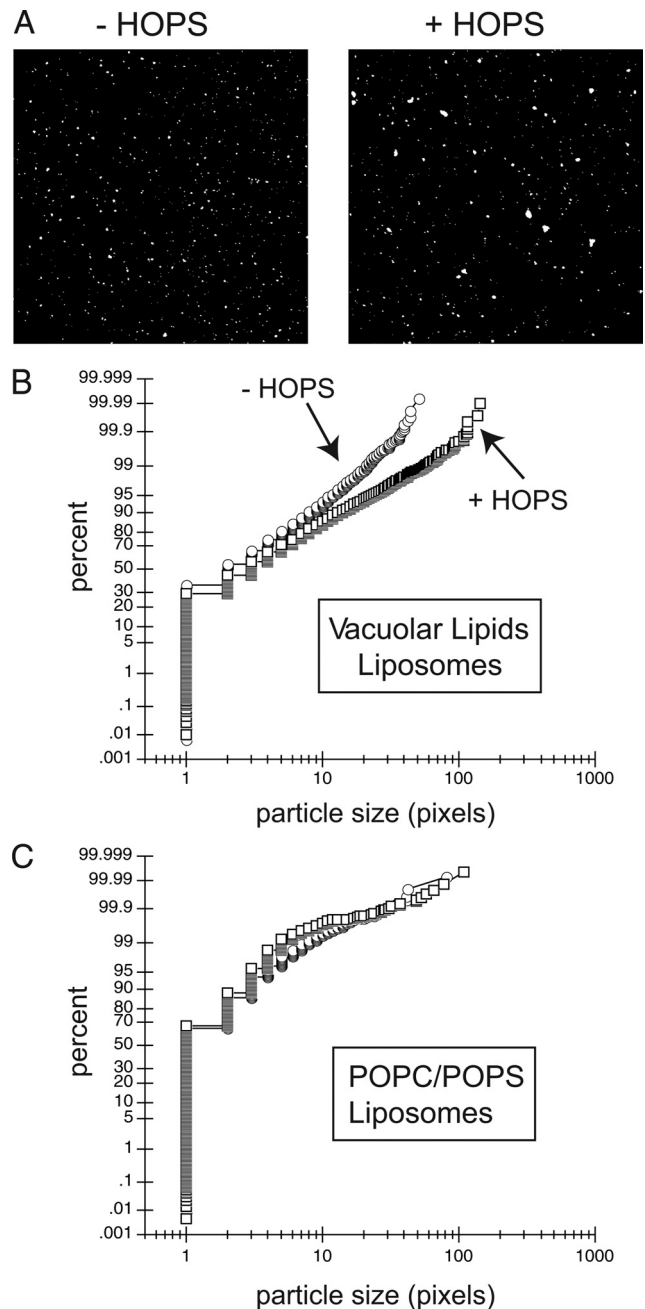 A
- HOPS
+ HOPS
B
99.999
99.99
99.9
99
95
90
80
70
50
30
20
10
5
1
.1
.01
.001
percent
- HOPS
+ HOPS
Vacuolar Lipids
Liposomes
1
10
100
1000
particle size (pixels)
C
99.999
99.99
99.9
99
95
90
80
70
50
30
20
10
5
1
.1
.01
.001
percent
POPC/POPS
Liposomes
1
10
100
1000
particle size (pixels)